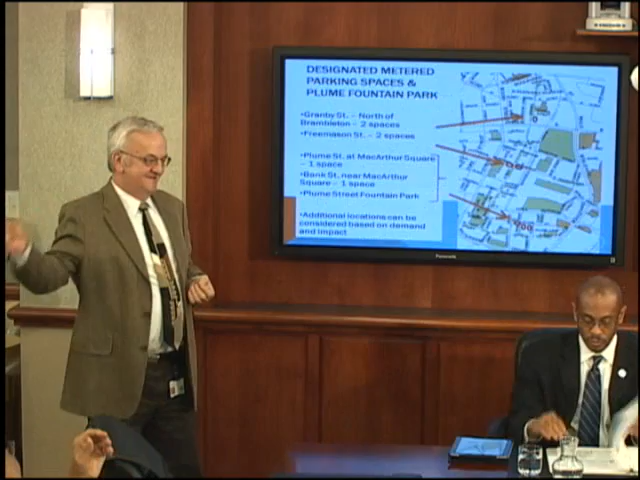 DESIGNATED METERED
PARKING SPACES &
PLUME FOUNTAIN PARK
•Granby St. – North of
Brambleton – 2 spaces
•Freemason St. – 2 spaces
•Plume St. at MacArthur Square
– 1 space
•Bank St. near MacArthur
Square – 1 space
•Plume Street Fountain Park
•Additional locations can be
considered based on demand
and impact
Panasonic